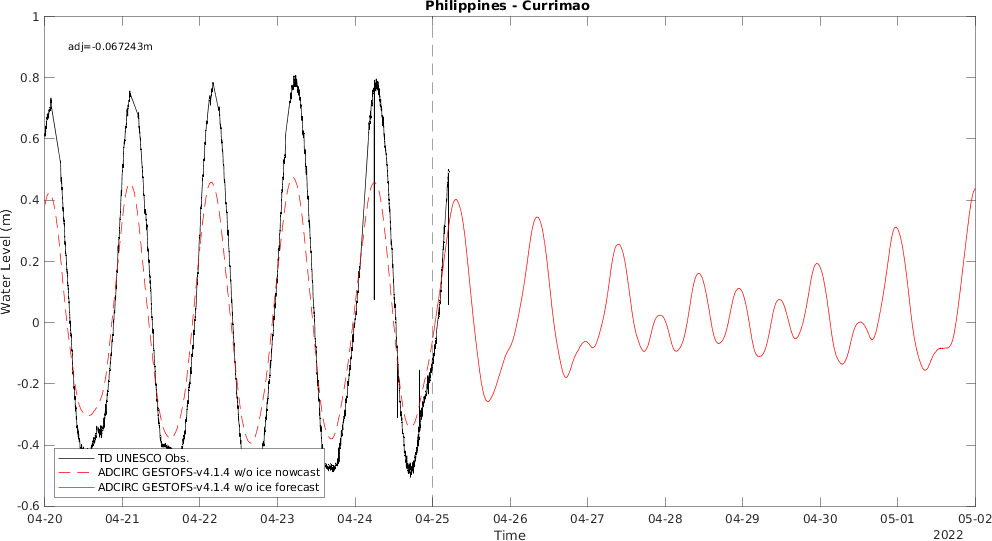 Philippines - Currimao
adj=-0.067243m
1
0.8
0.6
0.4
0.2
0
-0.2
-0.4
-0.6
Water Level (m)
TD UNESCO Obs.
ADCIRC GESTOFS-v4.1.4 w/o ice nowcast
ADCIRC GESTOFS-v4.1.4 w/o ice forecast
04-20 04-21 04-22 04-23 04-24 04-25 04-26 04-27 04-28 04-29 04-30 05-01 05-02
Time
2022